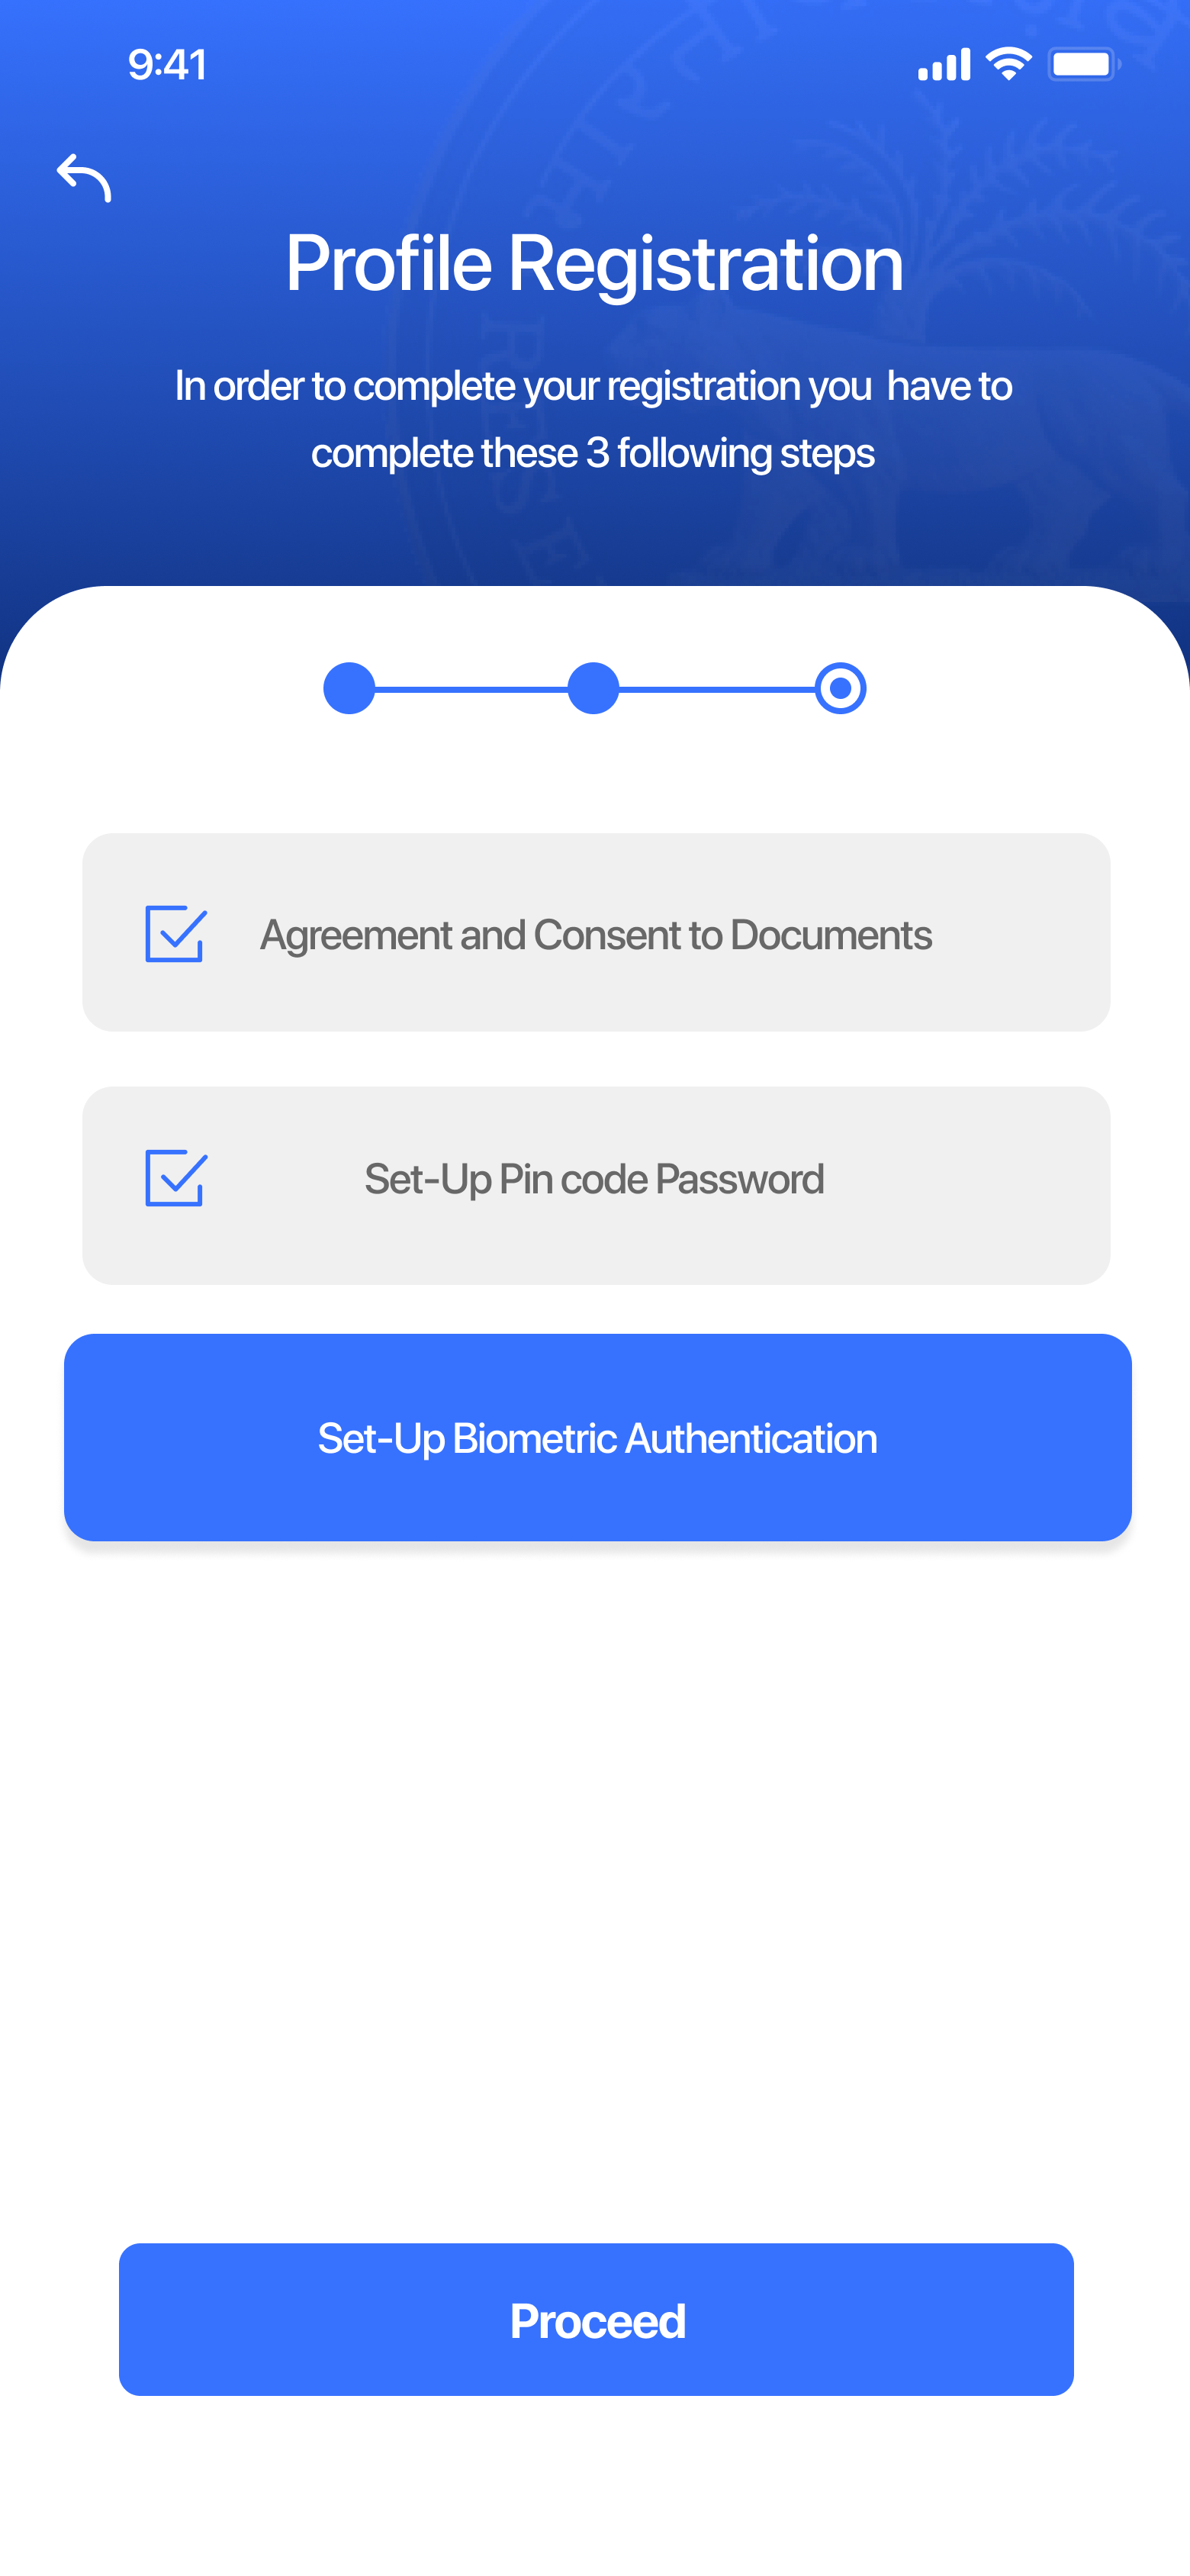 9:41
Profile Registration
In order to complete your registration you  have to
complete these 3 following steps
Agreement and Consent to Documents
Set-Up Pin code Password
Set-Up Biometric Authentication
Proceed